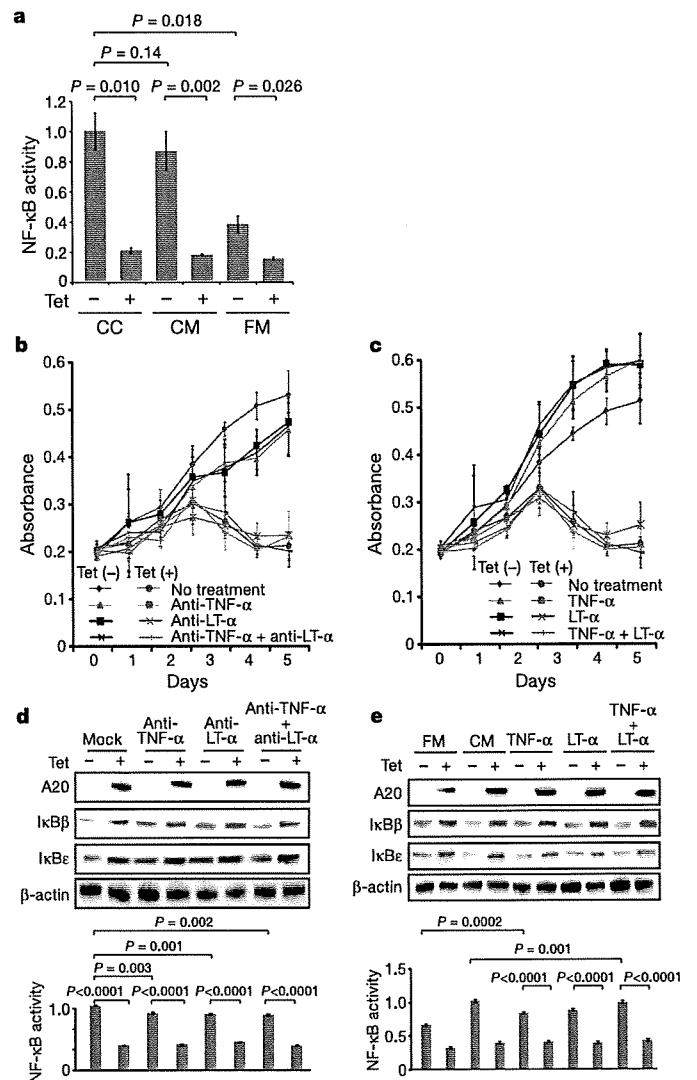 a
P = 0.018
P = 0.14
P = 0.010 P = 0.002 P = 0.026
NF-κB activity
1.2
1.0
0.8
0.6
0.4
0.2
0
Tet − + − + − +
CC CM FM
b
Absorbance
0.6
0.5
0.4
0.3
0.2
0.1
0
Tet (−) Tet (+)
No treatment
Anti-TNF-α
Anti-LT-α
Anti-TNF-α + anti-LT-α
0 1 2 3 4 5
Days
c
Absorbance
0.6
0.5
0.4
0.3
0.2
0.1
0
Tet (−) Tet (+)
No treatment
TNF-α
LT-α
TNF-α + LT-α
0 1 2 3 4 5
Days
d
Mock Anti-TNF-α Anti-LT-α Anti-TNF-α + anti-LT-α
Tet − + − + − + − +
A20
IκBβ
IκBε
β-actin
P = 0.002
P = 0.001
P = 0.003
P<0.0001 P<0.0001 P<0.0001 P<0.0001
NF-κB activity
1.0
0
e
FM CM TNF-α LT-α TNF-α + LT-α
Tet − + − + − + − + − +
A20
IκBβ
IκBε
β-actin
P = 0.0002
P = 0.001
P<0.0001 P<0.0001 P<0.0001
NF-κB activity
1.5
1.0
0.5
0